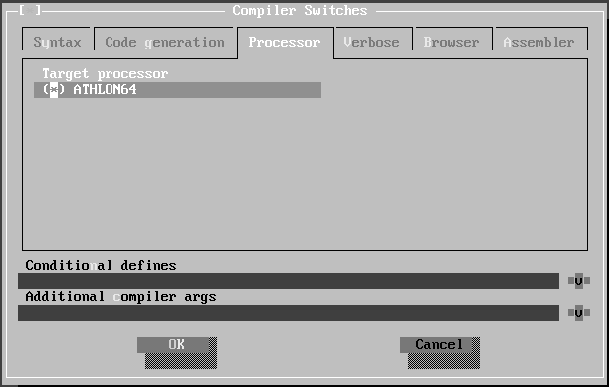 [ ] Compiler Switches
Syntax Code generation Processor Verbose Browser Assembler
Target processor
(*) ATHLON64
Conditional defines
Additional compiler args
OK Cancel